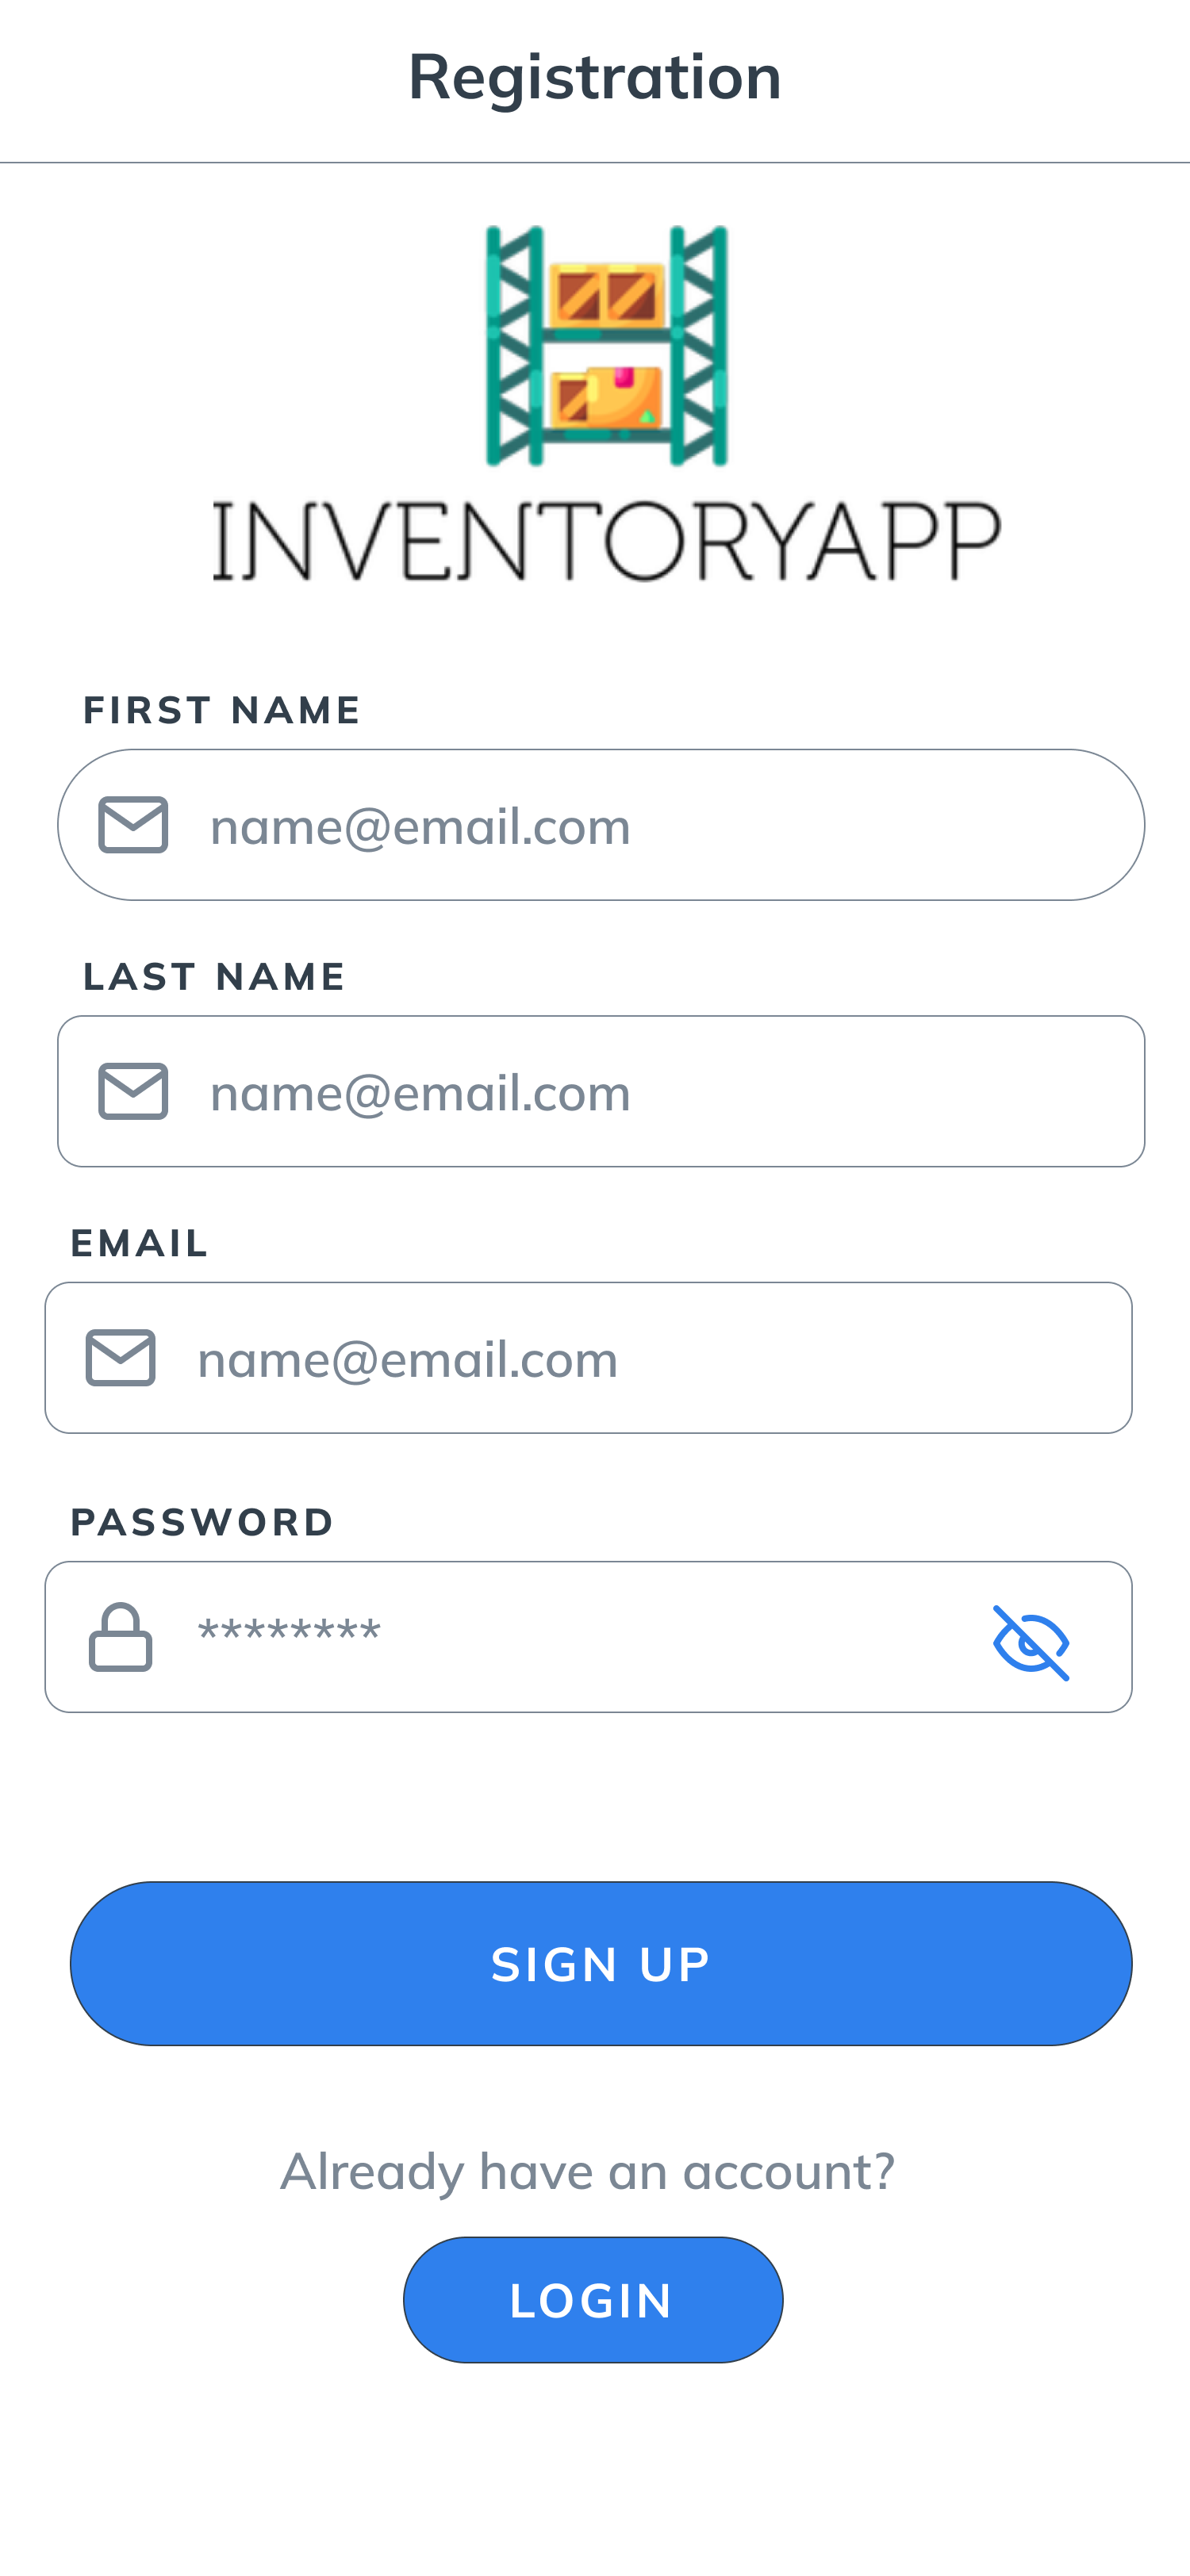 Registration
INVENTORYAPP
FIRST NAME
name@email.com
LAST NAME
name@email.com
EMAIL
name@email.com
PASSWORD
********
SIGN UP
Already have an account?
LOGIN